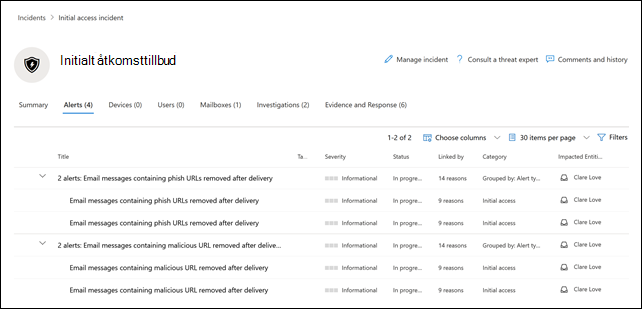 Incidents > Initial access incident
Initialt åtkomsttillbud
Manage incident ? Consult a threat expert Comments and history
Summary Alerts (4) Devices (0) Users (0) Mailboxes (1) Investigations (2) Evidence and Response (6)
1-2 of 2 Choose columns 30 items per page Filters
Title Ta... Severity Status Linked by Category Impacted Entiti...
2 alerts: Email messages containing phish URLs removed after delivery Informational In progre... 14 reasons Grouped by: Alert ty... Clare Love
Email messages containing phish URLs removed after delivery Informational In progre... 9 reasons Initial access Clare Love
Email messages containing phish URLs removed after delivery Informational In progre... 9 reasons Initial access Clare Love
2 alerts: Email messages containing malicious URL removed after delive... Informational In progre... 14 reasons Grouped by: Alert ty... Clare Love
Email messages containing malicious URL removed after delivery Informational In progre... 9 reasons Initial access Clare Love
Email messages containing malicious URL removed after delivery Informational In progre... 9 reasons Initial access Clare Love